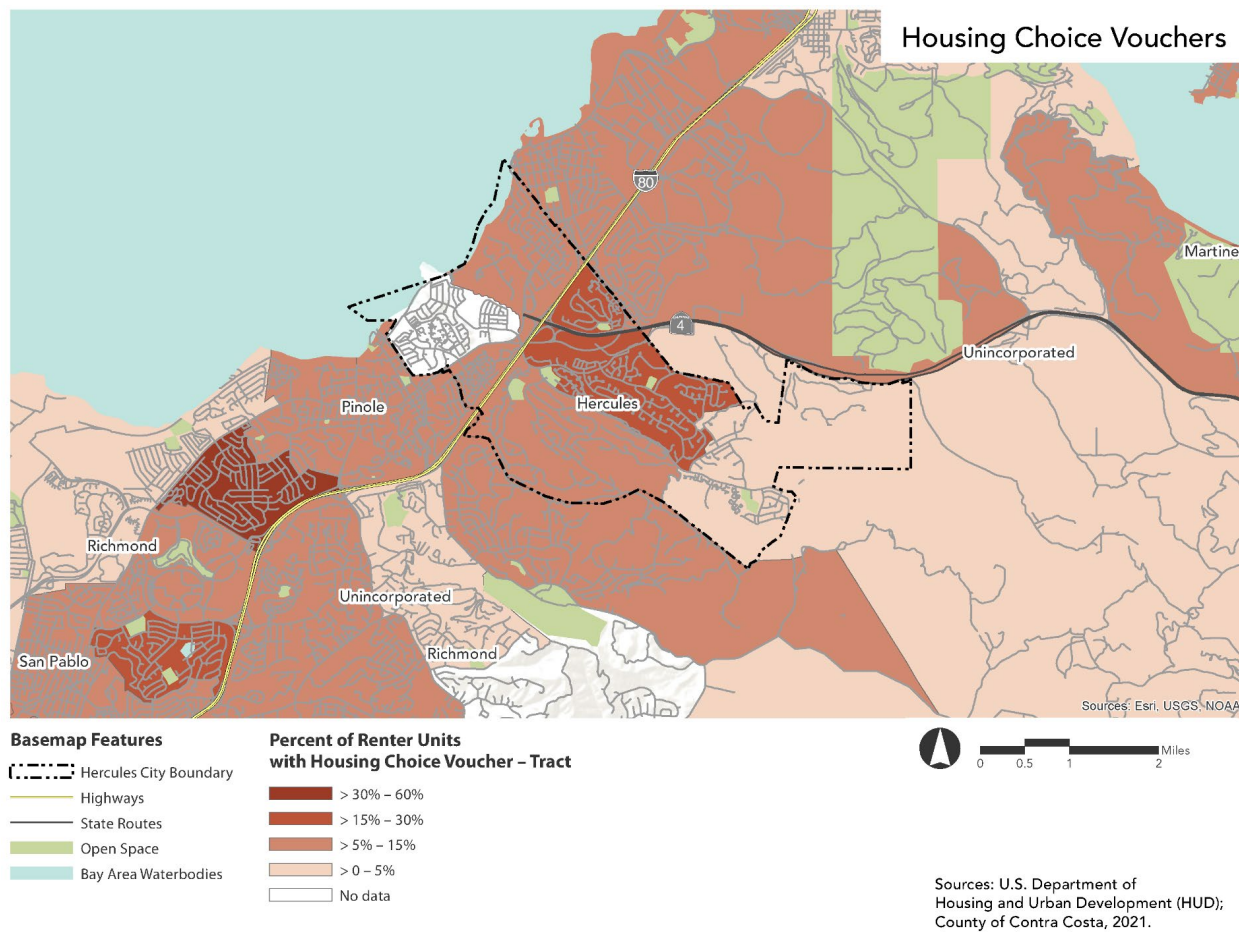 Housing Choice Vouchers
80
Martine
4
Unincorporated
Pinole
Hercules
Richmond
Unincorporated
Richmond
San Pablo
Sources: Esri, USGS, NOAA
Basemap Features
Hercules City Boundary
Highways
State Routes
Open Space
Bay Area Waterbodies
Percent of Renter Units
with Housing Choice Voucher – Tract
> 30% – 60%
> 15% – 30%
> 5% – 15%
> 0 – 5%
No data
Miles
0 0.5 1 2
Sources: U.S. Department of
Housing and Urban Development (HUD);
County of Contra Costa, 2021.